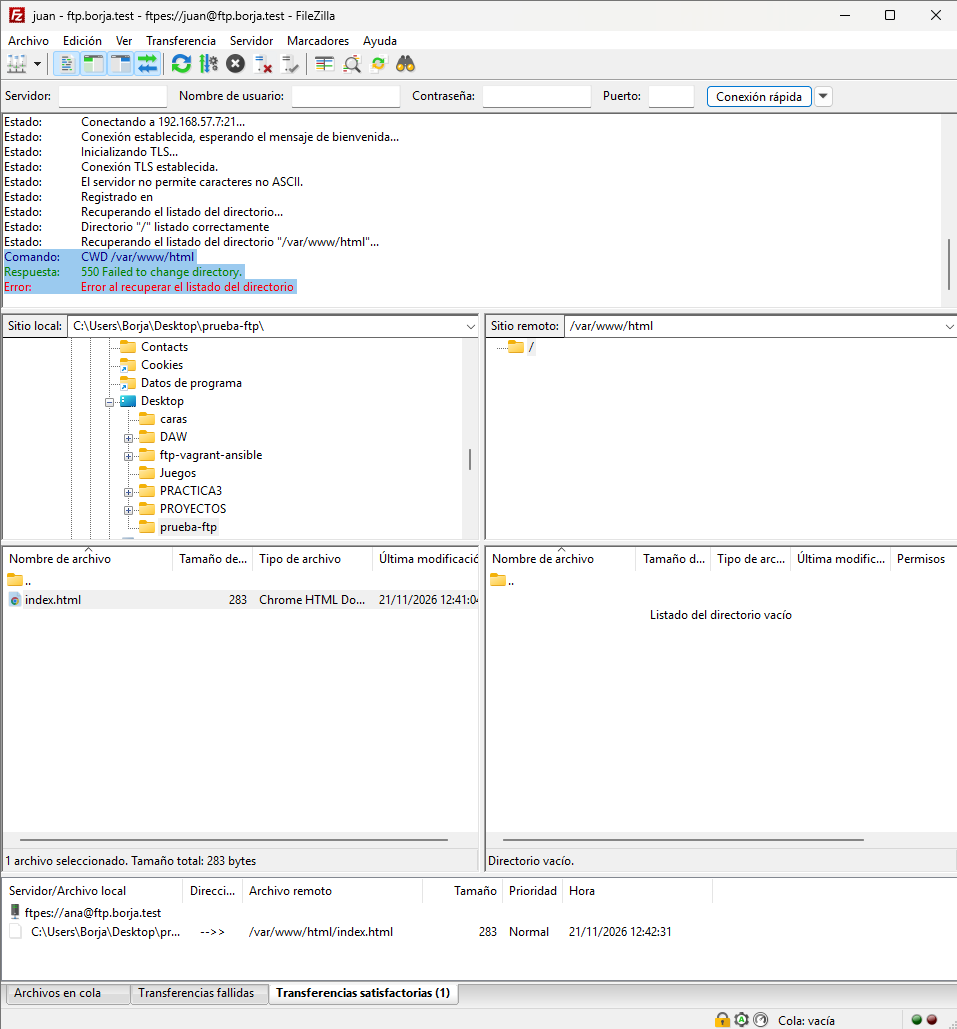 juan - ftp.borja.test - ftpes://juan@ftp.borja.test - FileZilla
Archivo Edición Ver Transferencia Servidor Marcadores Ayuda
Servidor: Nombre de usuario: Contraseña: Puerto: Conexión rápida
Estado: Conectando a 192.168.57.7:21...
Estado: Conexión establecida, esperando el mensaje de bienvenida...
Estado: Inicializando TLS...
Estado: Conexión TLS establecida.
Estado: El servidor no permite caracteres no ASCII.
Estado: Registrado en
Estado: Recuperando el listado del directorio...
Estado: Directorio "/" listado correctamente
Estado: Recuperando el listado del directorio "/var/www/html"...
Comando: CWD /var/www/html
Respuesta: 550 Failed to change directory.
Error: Error al recuperar el listado del directorio
Sitio local: C:\Users\Borja\Desktop\prueba-ftp\
Contacts
Cookies
Datos de programa
Desktop
caras
DAW
ftp-vagrant-ansible
Juegos
PRACTICA3
PROYECTOS
prueba-ftp
Sitio remoto: /var/www/html
/
Nombre de archivo Tamaño de... Tipo de archivo Última modificació
..
index.html 283 Chrome HTML Do... 21/11/2026 12:41:04
1 archivo seleccionado. Tamaño total: 283 bytes
Nombre de archivo Tamaño d... Tipo de arc... Última modific... Permisos
..
Listado del directorio vacío
Directorio vacío.
Servidor/Archivo local Direcci... Archivo remoto Tamaño Prioridad Hora
ftpes://ana@ftp.borja.test
C:\Users\Borja\Desktop\pr... -->> /var/www/html/index.html 283 Normal 21/11/2026 12:42:31
Archivos en cola Transferencias fallidas Transferencias satisfactorias (1)
Cola: vacía